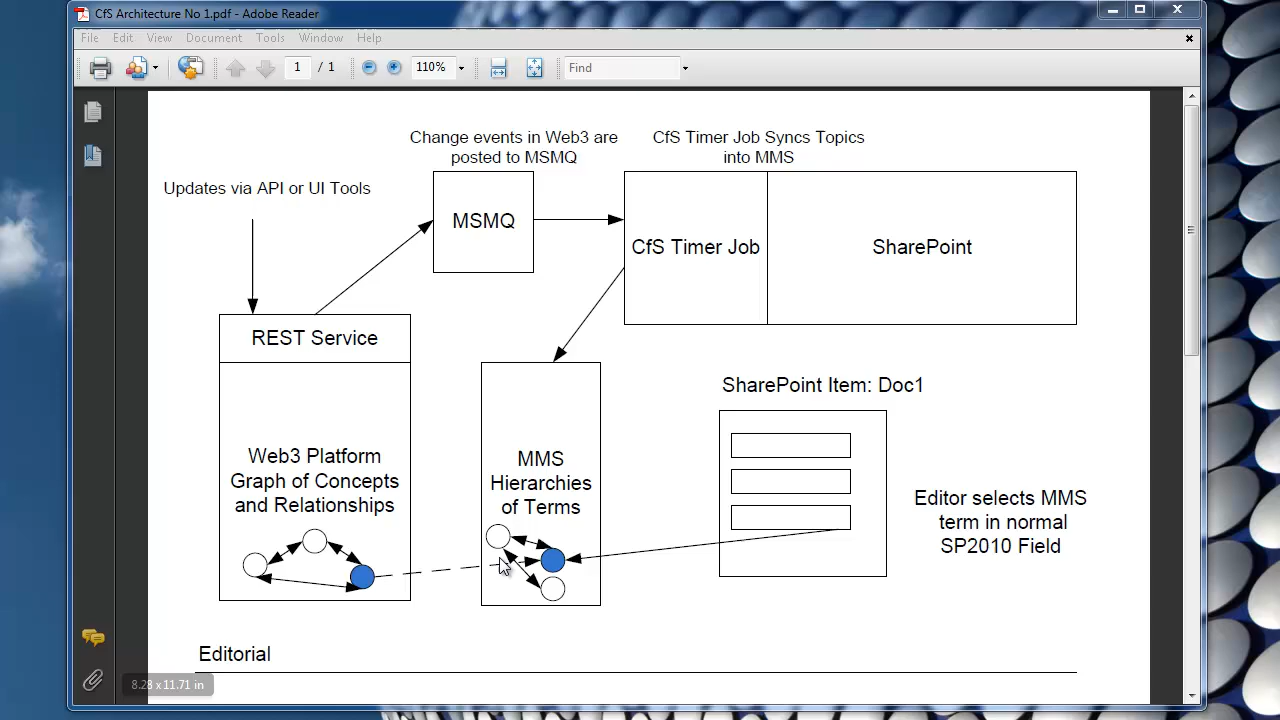 CfS Architecture No 1.pdf - Adobe Reader
File Edit View Document Tools Window Help
1 / 1 110% Find
Change events in Web3 are
posted to MSMQ
CfS Timer Job Syncs Topics
into MMS
Updates via API or UI Tools
MSMQ
CfS Timer Job
SharePoint
REST Service
SharePoint Item: Doc1
Web3 Platform
Graph of Concepts
and Relationships
MMS
Hierarchies
of Terms
Editor selects MMS
term in normal
SP2010 Field
Editorial
8.28 x 11.71 in